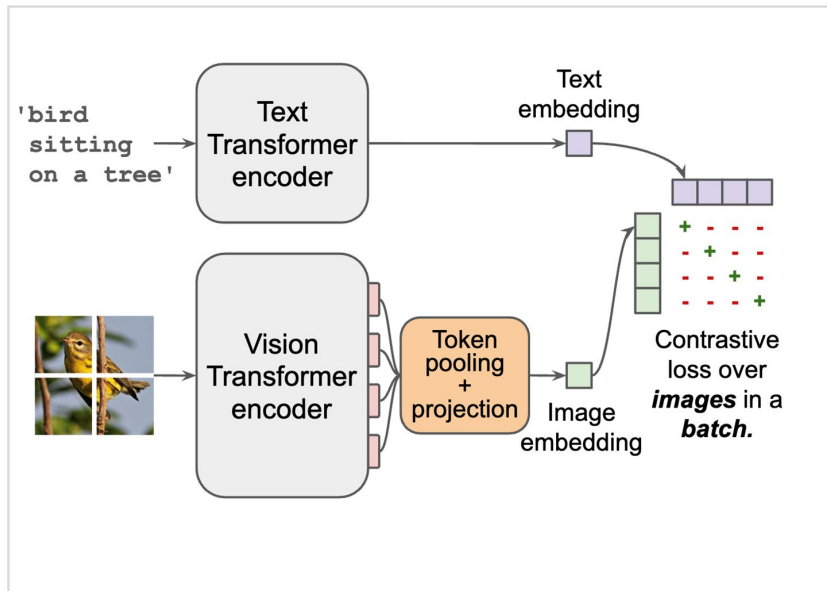 'bird
sitting
on a tree'
Text
Transformer
encoder
Text
embedding
+ - - -
- + - -
- - + -
- - - +
Vision
Transformer
encoder
Token
pooling
+
projection
Image
embedding
Contrastive
loss over
images in a
batch.